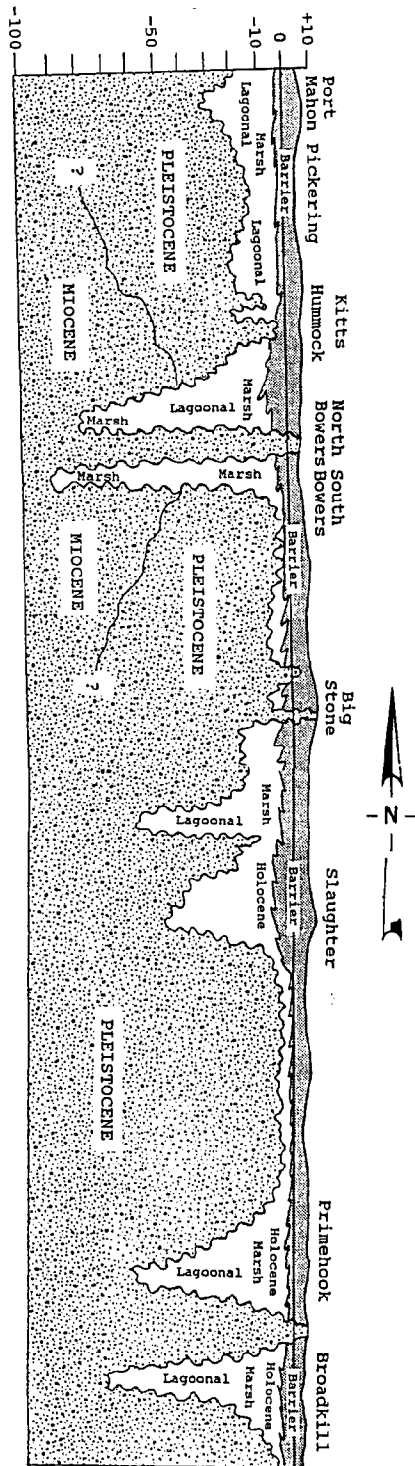 +10
0
-10
-50
-100
Port
Mahon
Pickering
Kitts
Hummock
North
Bowers
South
Bowers
Big
Stone
Slaughter
Primehook
Broadkill
- N -
Barrier
Marsh
Lagoonal
Lagoonal
PLEISTOCENE
?
MIOCENE
Marsh
Lagoonal
Marsh
Marsh
Marsh
Barrier
PLEISTOCENE
MIOCENE
?
Marsh
Lagoonal
Barrier
Holocene
PLEISTOCENE
Holocene
Marsh
Lagoonal
Barrier
Holocene
Marsh
Lagoonal